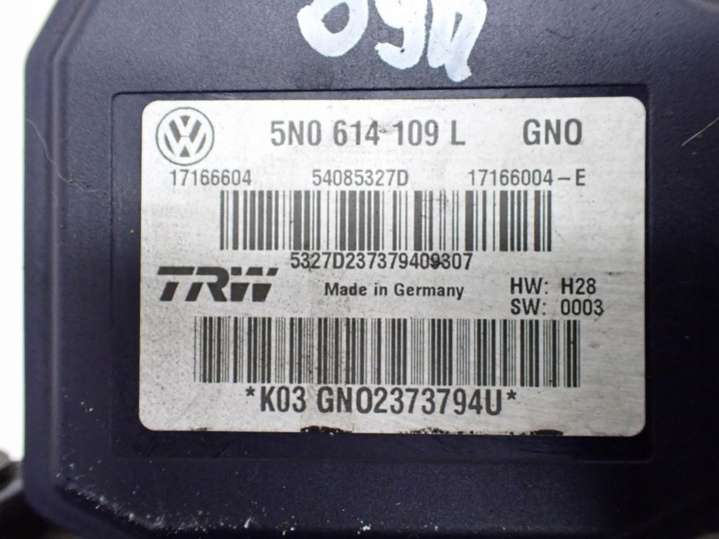 5N0 614 109 L GNO
17166604 54085327D 17166004-E
5327D237379409307
TRW Made in Germany HW: H28
SW: 0003
*K03 GNO2373794U*